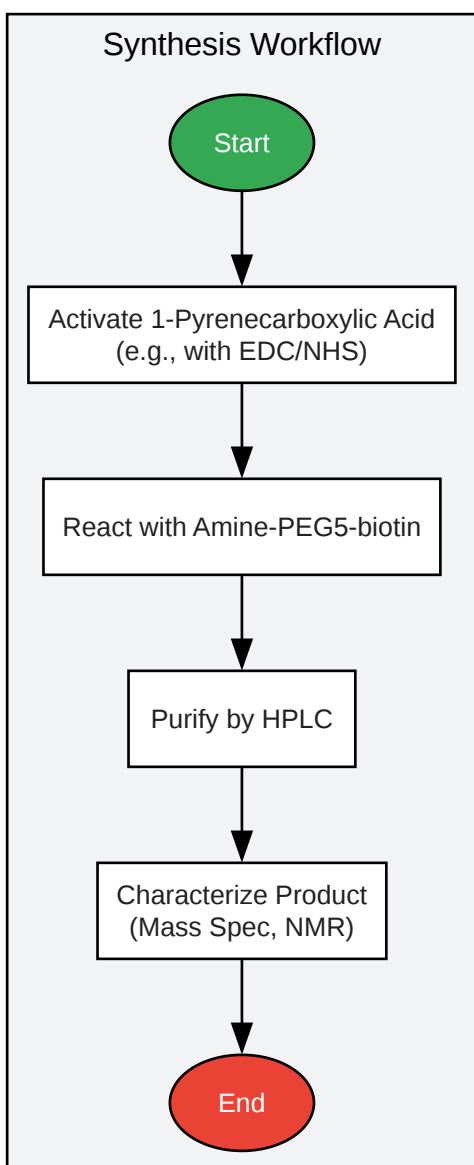 Synthesis Workflow
Start
Activate 1-Pyrenecarboxylic Acid
(e.g., with EDC/NHS)
React with Amine-PEG5-biotin
Purify by HPLC
Characterize Product
(Mass Spec, NMR)
End